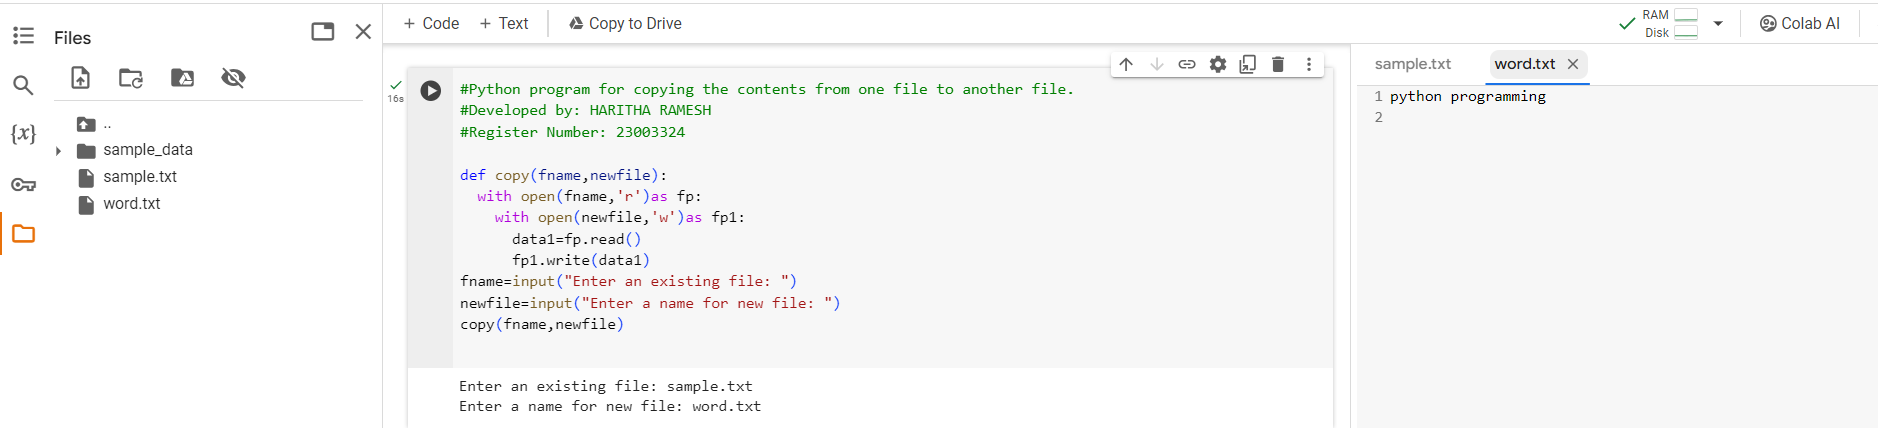 Files
..
sample_data
sample.txt
word.txt
{x}
+ Code + Text Copy to Drive
RAM
Disk
Colab AI
16s
#Python program for copying the contents from one file to another file.
#Developed by: HARITHA RAMESH
#Register Number: 23003324
def copy(fname,newfile):
with open(fname,'r')as fp:
with open(newfile,'w')as fp1:
data1=fp.read()
fp1.write(data1)
fname=input("Enter an existing file: ")
newfile=input("Enter a name for new file: ")
copy(fname,newfile)
Enter an existing file: sample.txt
Enter a name for new file: word.txt
sample.txt word.txt
1 python programming
2